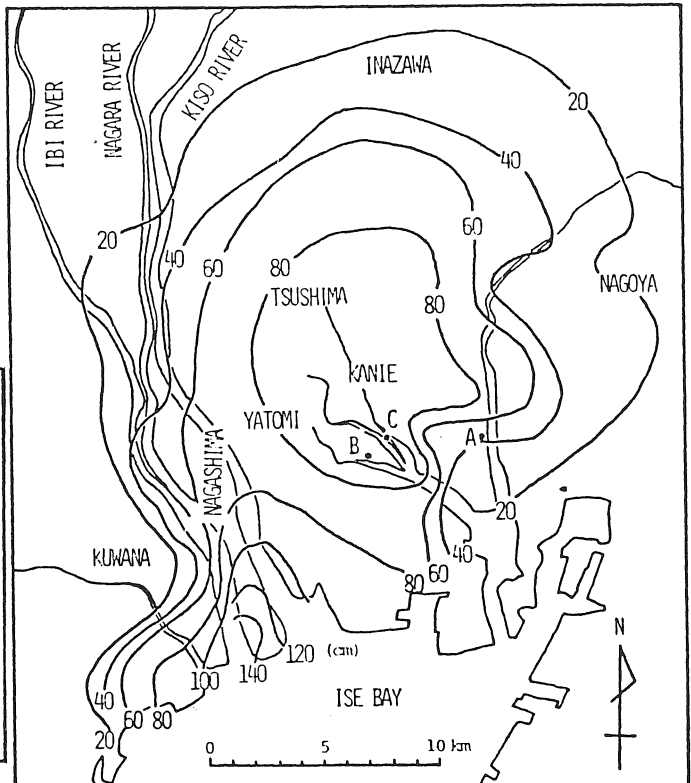 INAZAWA
IBI RIVER
NAGARA RIVER
KISO RIVER
20
40
20
60
40
60
80
TSUSHIMA
80
NAGOYA
KANIE
YATOMI
C
B
A
NAGASHIMA
20
KUWANA
40
60
80
120 (cm)
100
140
40
60
80
20
ISE BAY
N
0 5 10 km